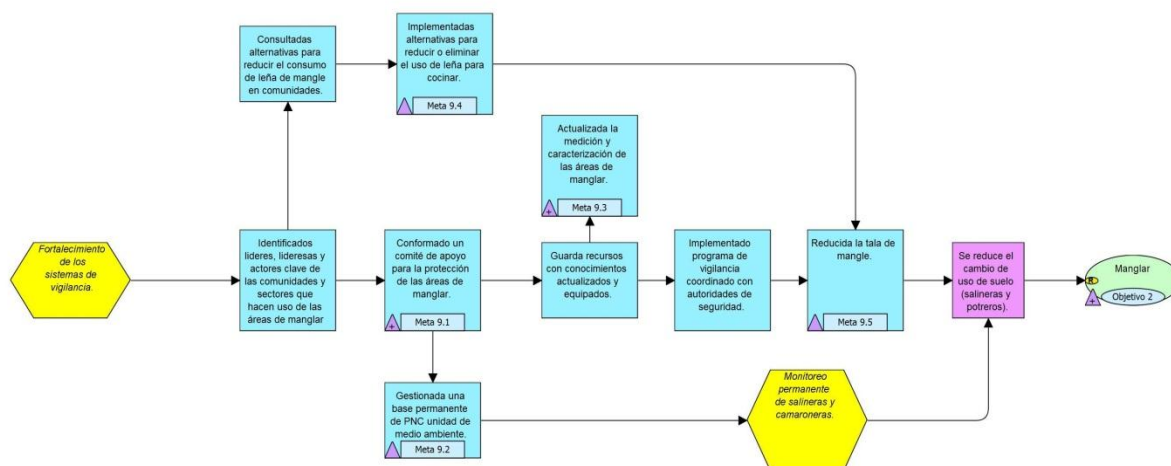 Consultadas
alternativas para
reducir el consumo
de leña de mangle
en comunidades.
Implementadas
alternativas para
reducir o eliminar
el uso de leña para
cocinar.
Meta 9.4
Actualizada la
medición y
caracterización de
las áreas de
manglar.
+
Meta 9.3
Fortalecimiento
de los
sistemas de
vigilancia.
Identificados
lideres, lideresas y
actores clave de
las comunidades y
sectores que
hacen uso de las
áreas de manglar
Conformado un
comité de apoyo
para la protección
de las áreas de
manglar.
+
Meta 9.1
Guarda recursos
con conocimientos
actualizados y
equipados.
Implementado
programa de
vigilancia
coordinado con
autoridades de
seguridad.
Reducida la tala de
mangle.
Meta 9.5
Se reduce el
cambio de
uso de suelo
(salineras y
potreros).
Manglar
+
Objetivo 2
Gestionada una
base permanente
de PNC unidad de
medio ambiente.
Meta 9.2
Monitoreo
permanente
de salineras y
camaroneras.